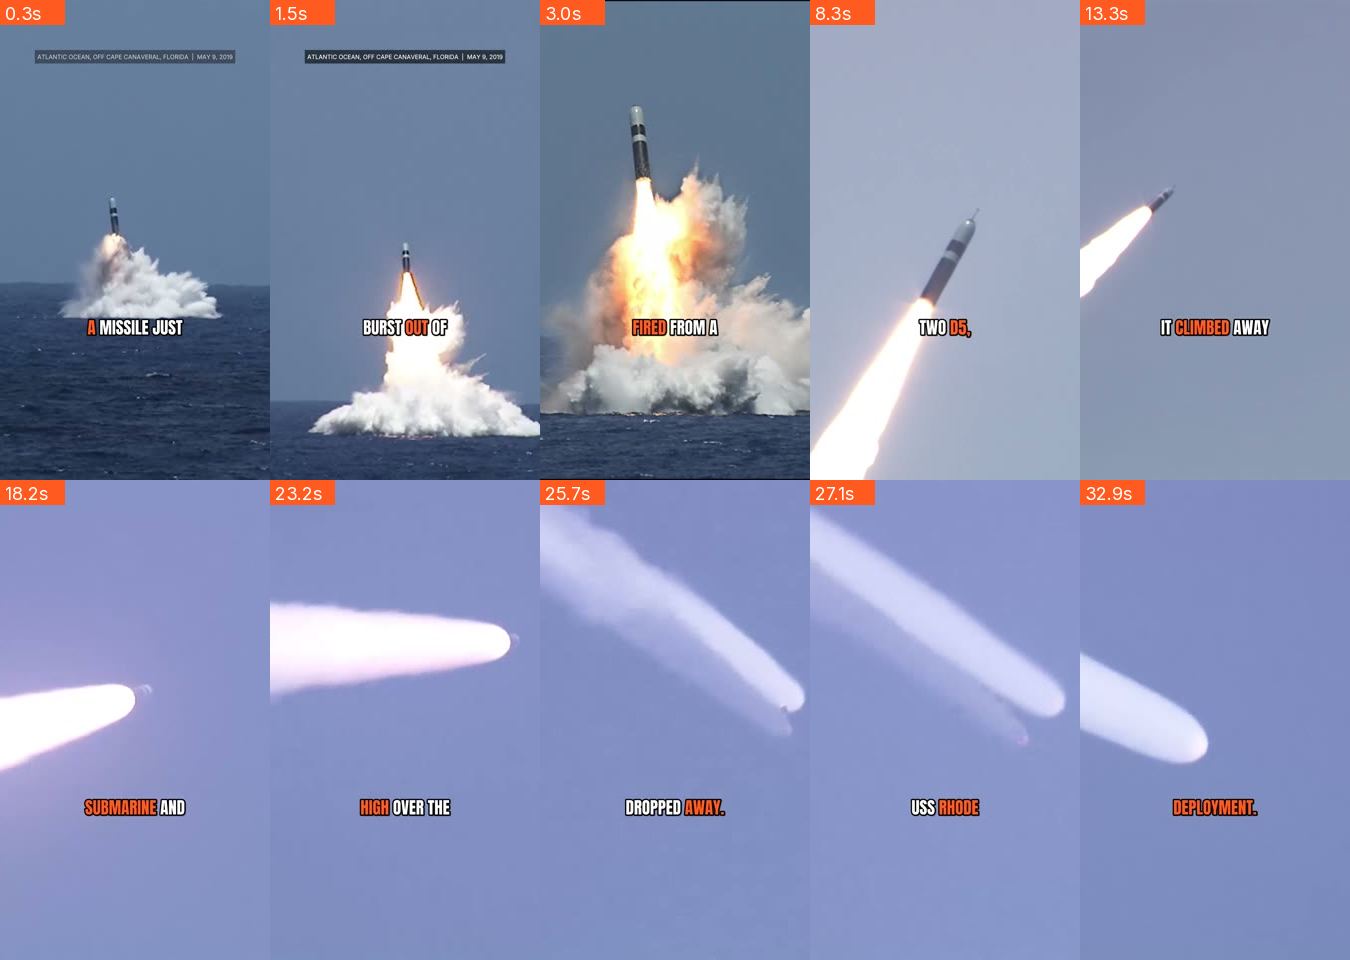 0.3s
ATLANTIC OCEAN, OFF CAPE CANAVERAL, FLORIDA | MAY 9, 2019
A MISSILE JUST
1.5s
ATLANTIC OCEAN, OFF CAPE CANAVERAL, FLORIDA | MAY 9, 2019
BURST OUT OF
3.0s
FIRED FROM A
8.3s
TWO D5,
13.3s
IT CLIMBED AWAY
18.2s
SUBMARINE AND
23.2s
HIGH OVER THE
25.7s
DROPPED AWAY.
27.1s
USS RHODE
32.9s
DEPLOYMENT.